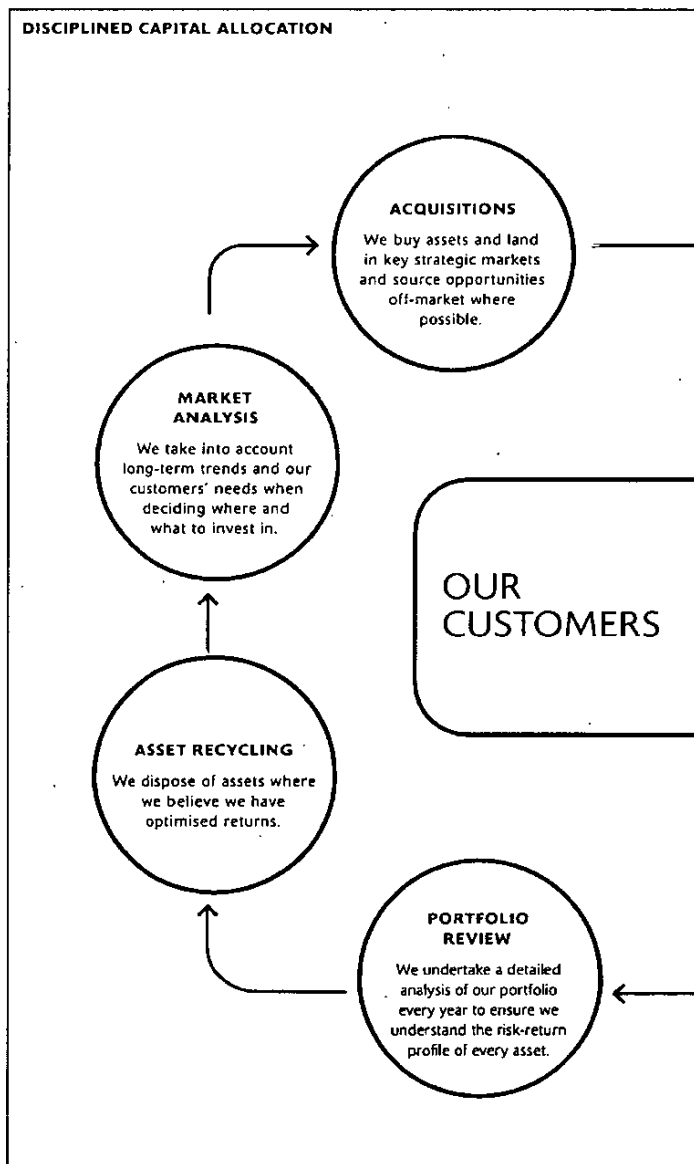 DISCIPLINED CAPITAL ALLOCATION
ACQUISITIONS
We buy assets and land
in key strategic markets
and source opportunities
off-market where
possible.
MARKET
ANALYSIS
We take into account
long-term trends and our
customers' needs when
deciding where and
what to invest in.
OUR
CUSTOMERS
ASSET RECYCLING
We dispose of assets where
we believe we have
optimised returns.
PORTFOLIO
REVIEW
We undertake a detailed
analysis of our portfolio
every year to ensure we
understand the risk-return
profile of every asset.